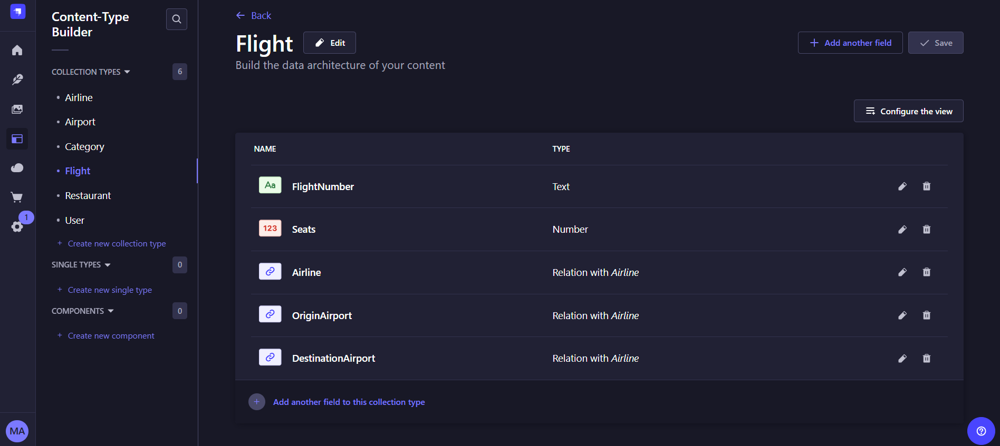 Content-Type
Builder
COLLECTION TYPES
6
Airline
Airport
Category
Flight
Restaurant
User
+ Create new collection type
SINGLE TYPES
0
+ Create new single type
COMPONENTS
0
+ Create new component
1
MA
Back
Flight
Edit
Add another field
Save
Build the data architecture of your content
Configure the view
NAME TYPE
Aa FlightNumber Text
123 Seats Number
Airline Relation with Airline
OriginAirport Relation with Airline
DestinationAirport Relation with Airline
+ Add another field to this collection type
?